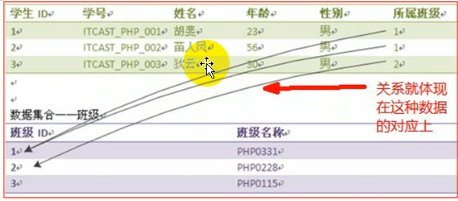 学生 ID 学号 姓名 年龄 性别 所属班级
1 ITCAST_PHP_001 胡斐 23 男 1
2 ITCAST_PHP_002 苗人凤 56 男 1
3 ITCAST_PHP_003 狄云 30 男 2
关系就体现
在这种数据
的对应上
数据集合——班级
班级 ID 班级名称
1 PHP0331
2 PHP0228
3 PHP0115